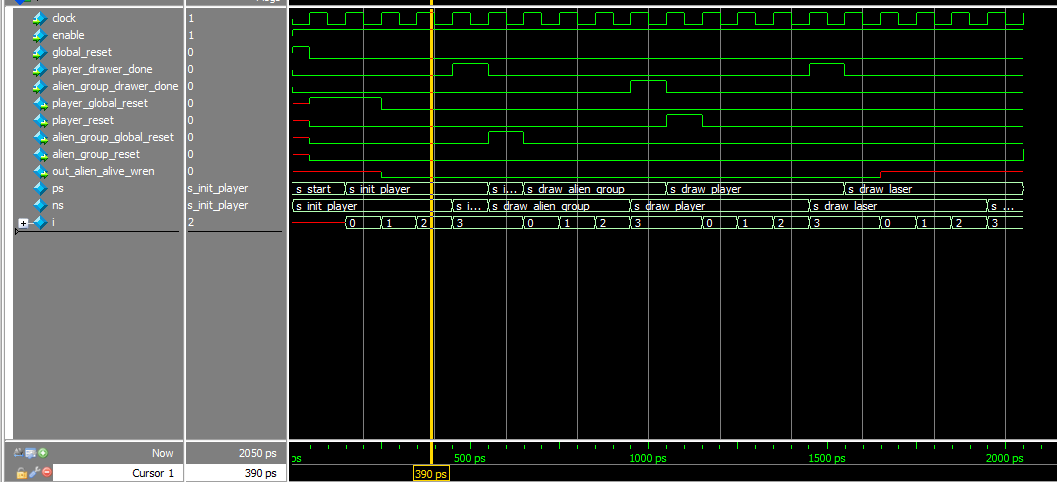 Msgs
clock 1
enable 1
global_reset 0
player_drawer_done 0
alien_group_drawer_done 0
player_global_reset 0
player_reset 0
alien_group_global_reset 0
alien_group_reset 0
out_alien_alive_wren 0
ps s_init_player s_start s_init_player s_i... s_draw_alien_group s_draw_player s_draw_laser
ns s_init_player s_init_player s_i... s_draw_alien_group s_draw_player s_draw_laser s_...
i 2 0 1 2 3 0 1 2 3 0 1 2 3 0 1 2 3
Now 2050 ps ps 500 ps 1000 ps 1500 ps 2000 ps
Cursor 1 390 ps 390 ps